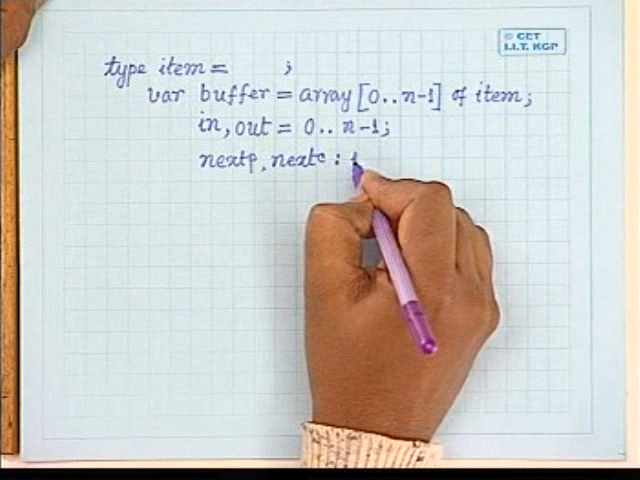 © CET
I.I.T. KGP
type item =        ;
var buffer = array [0..n-1] of item;
in, out = 0..n-1;
nextp, nextc : i